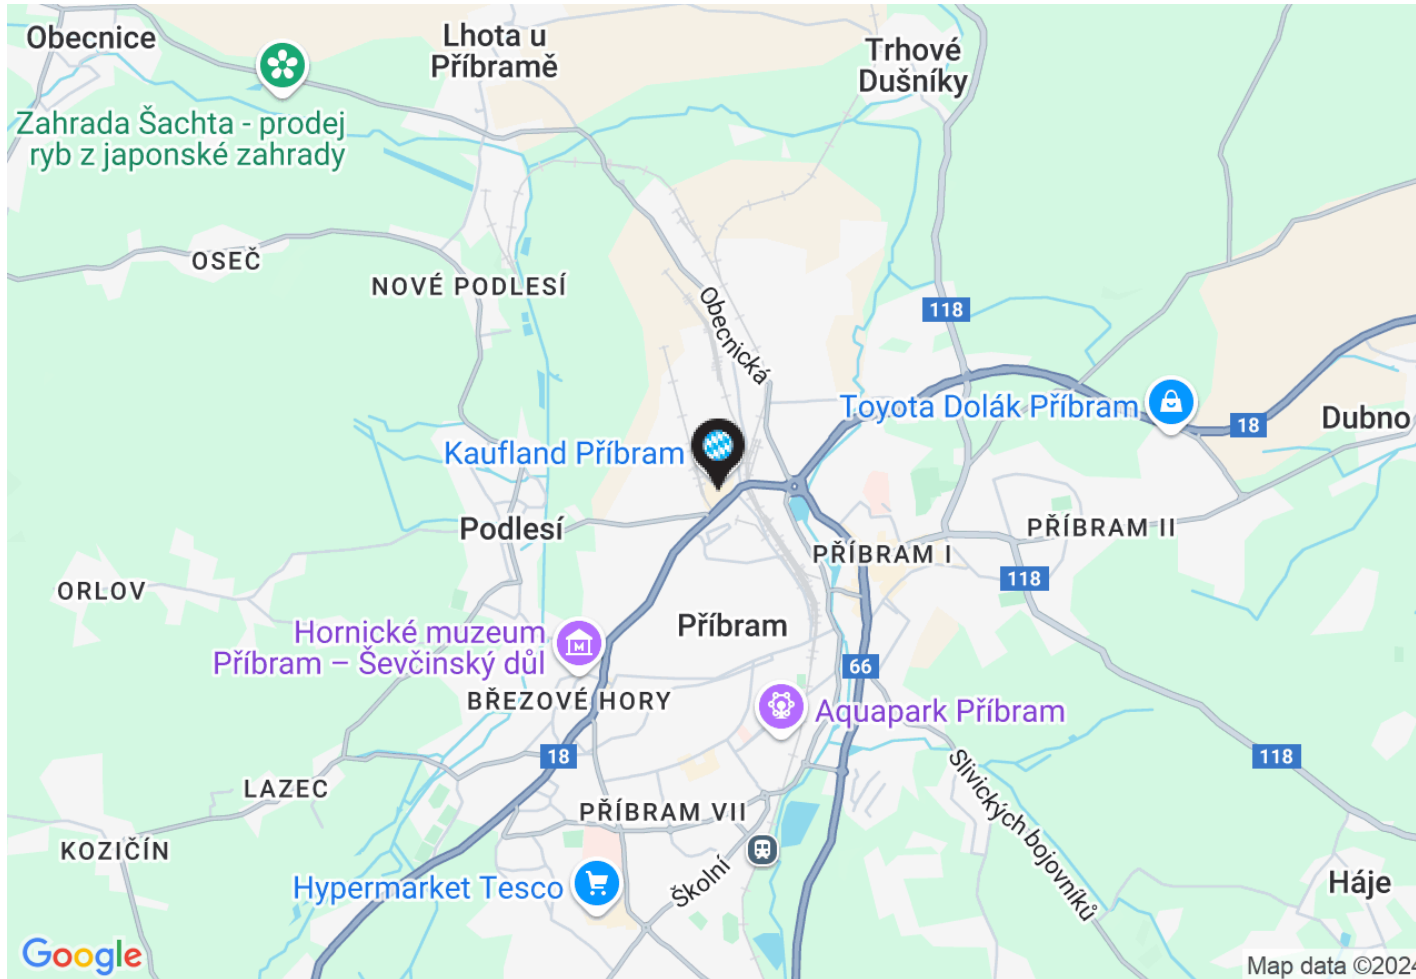 Obecnice
Lhota u
Příbramě
Trhové
Dušníky
Zahrada Šachta - prodej
ryb z japonské zahrady
OSEČ
NOVÉ PODLESÍ
Obecnická
118
Toyota Dolák Příbram
18
Dubno
Kaufland Příbram
Podlesí
PŘÍBRAM I
PŘÍBRAM II
118
ORLOV
Hornické muzeum
Příbram – Ševčinský důl
Příbram
66
BŘEZOVÉ HORY
Aquapark Příbram
18
118
LAZEC
Slivických bojovníků
PŘÍBRAM VII
KOZIČÍN
Školní
Hypermarket Tesco
Háje
Google
Map data ©2024